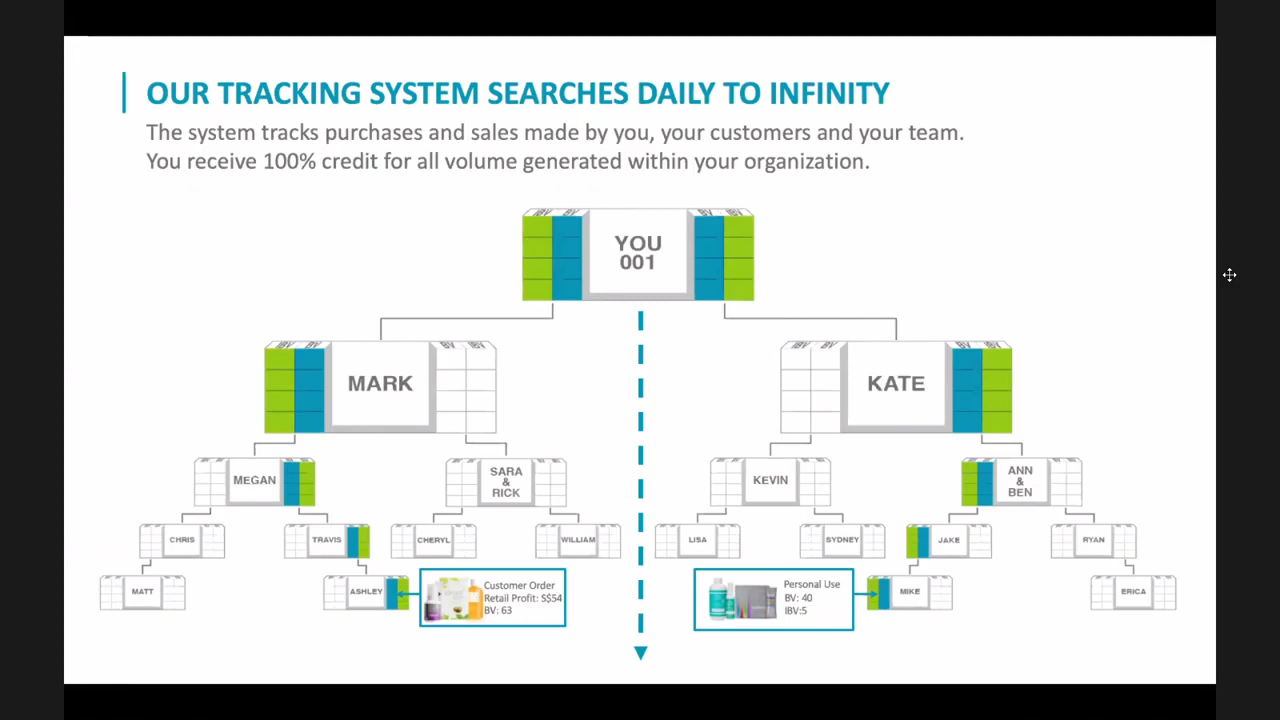 OUR TRACKING SYSTEM SEARCHES DAILY TO INFINITY
The system tracks purchases and sales made by you, your customers and your team.
You receive 100% credit for all volume generated within your organization.
YOU
001
MARK
KATE
MEGAN
SARA
&
RICK
KEVIN
ANN
&
BEN
CHRIS
TRAVIS
CHERYL
WILLIAM
LISA
SYDNEY
JAKE
RYAN
MATT
ASHLEY
Customer Order
Retail Profit: S$54
BV: 63
Personal Use
BV: 40
IBV:5
MIKE
ERICA